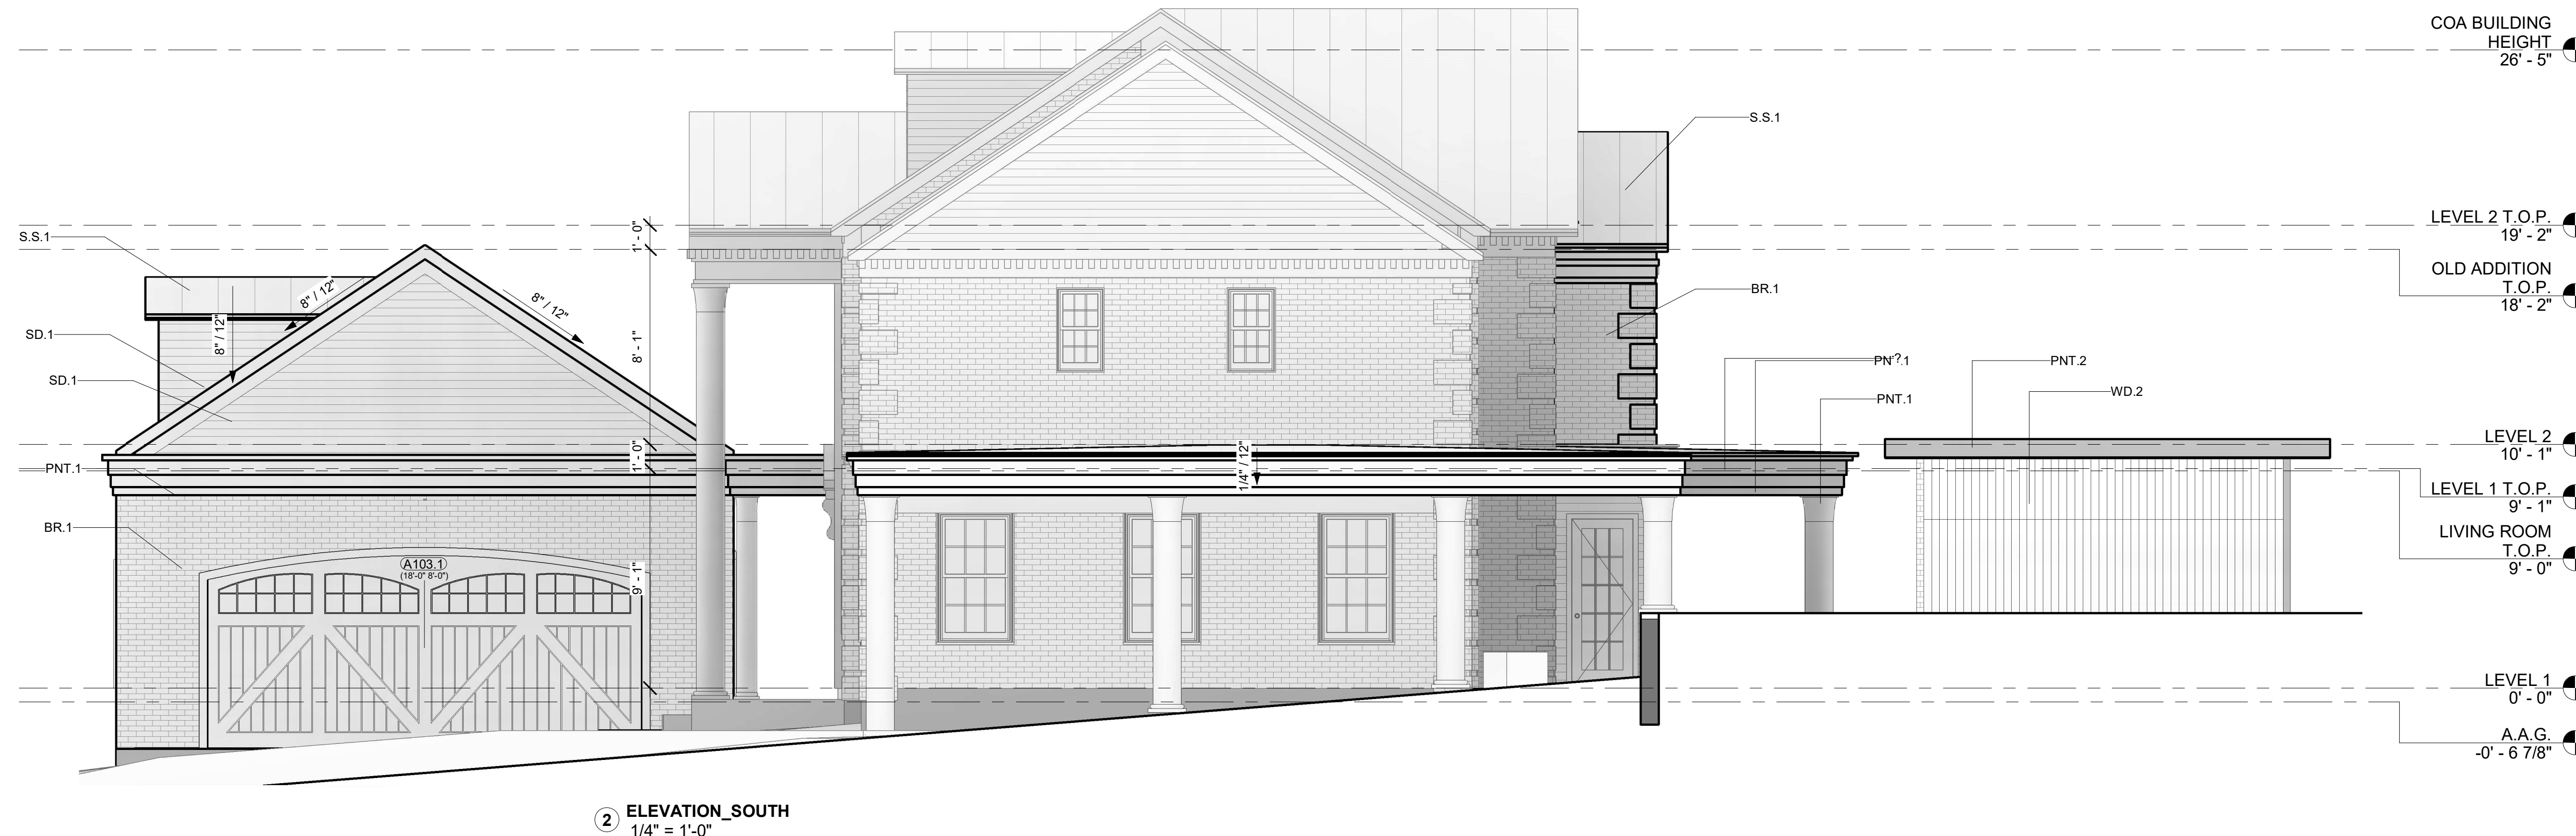 COA BUILDING
HEIGHT
26' - 5"
S.S.1
LEVEL 2 T.O.P.
19' - 2"
1' - 0"
S.S.1
OLD ADDITION
T.O.P.
18' - 2"
8" / 12"
8" / 12"
BR.1
8" / 12"
SD.1
8' - 1"
PNT.1
PNT.2
SD.1
WD.2
PNT.1
LEVEL 2
10' - 1"
1' - 0"
PNT.1
1/4" / 12"
LEVEL 1 T.O.P.
9' - 1"
BR.1
LIVING ROOM
T.O.P.
9' - 0"
A103.1
(18'-0" 8'-0")
9' - 1"
LEVEL 1
0' - 0"
A.A.G.
-0' - 6 7/8"
2 ELEVATION_SOUTH
1/4" = 1'-0"